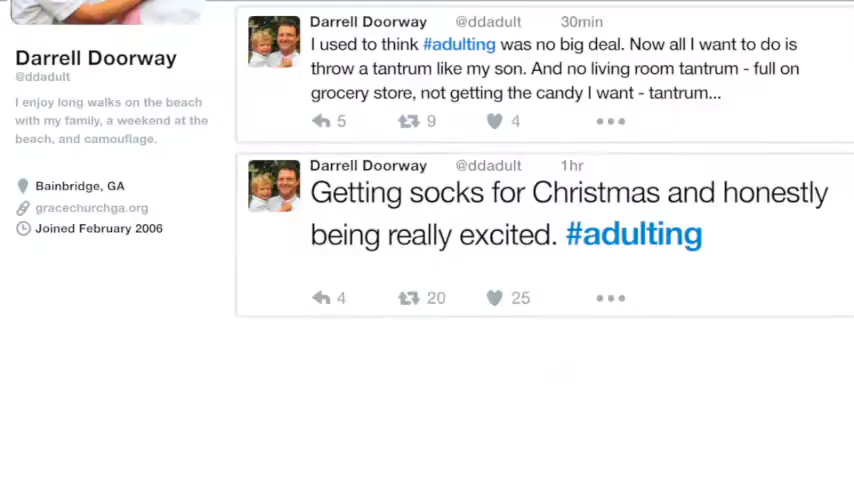 Darrell Doorway
@ddadult
I enjoy long walks on the beach
with my family, a weekend at the
beach, and camouflage.
Bainbridge, GA
gracechurchga.org
Joined February 2006
Darrell Doorway @ddadult 30min
I used to think #adulting was no big deal. Now all I want to do is
throw a tantrum like my son. And no living room tantrum - full on
grocery store, not getting the candy I want - tantrum...
5 9 4
Darrell Doorway @ddadult 1hr
Getting socks for Christmas and honestly
being really excited. #adulting
4 20 25